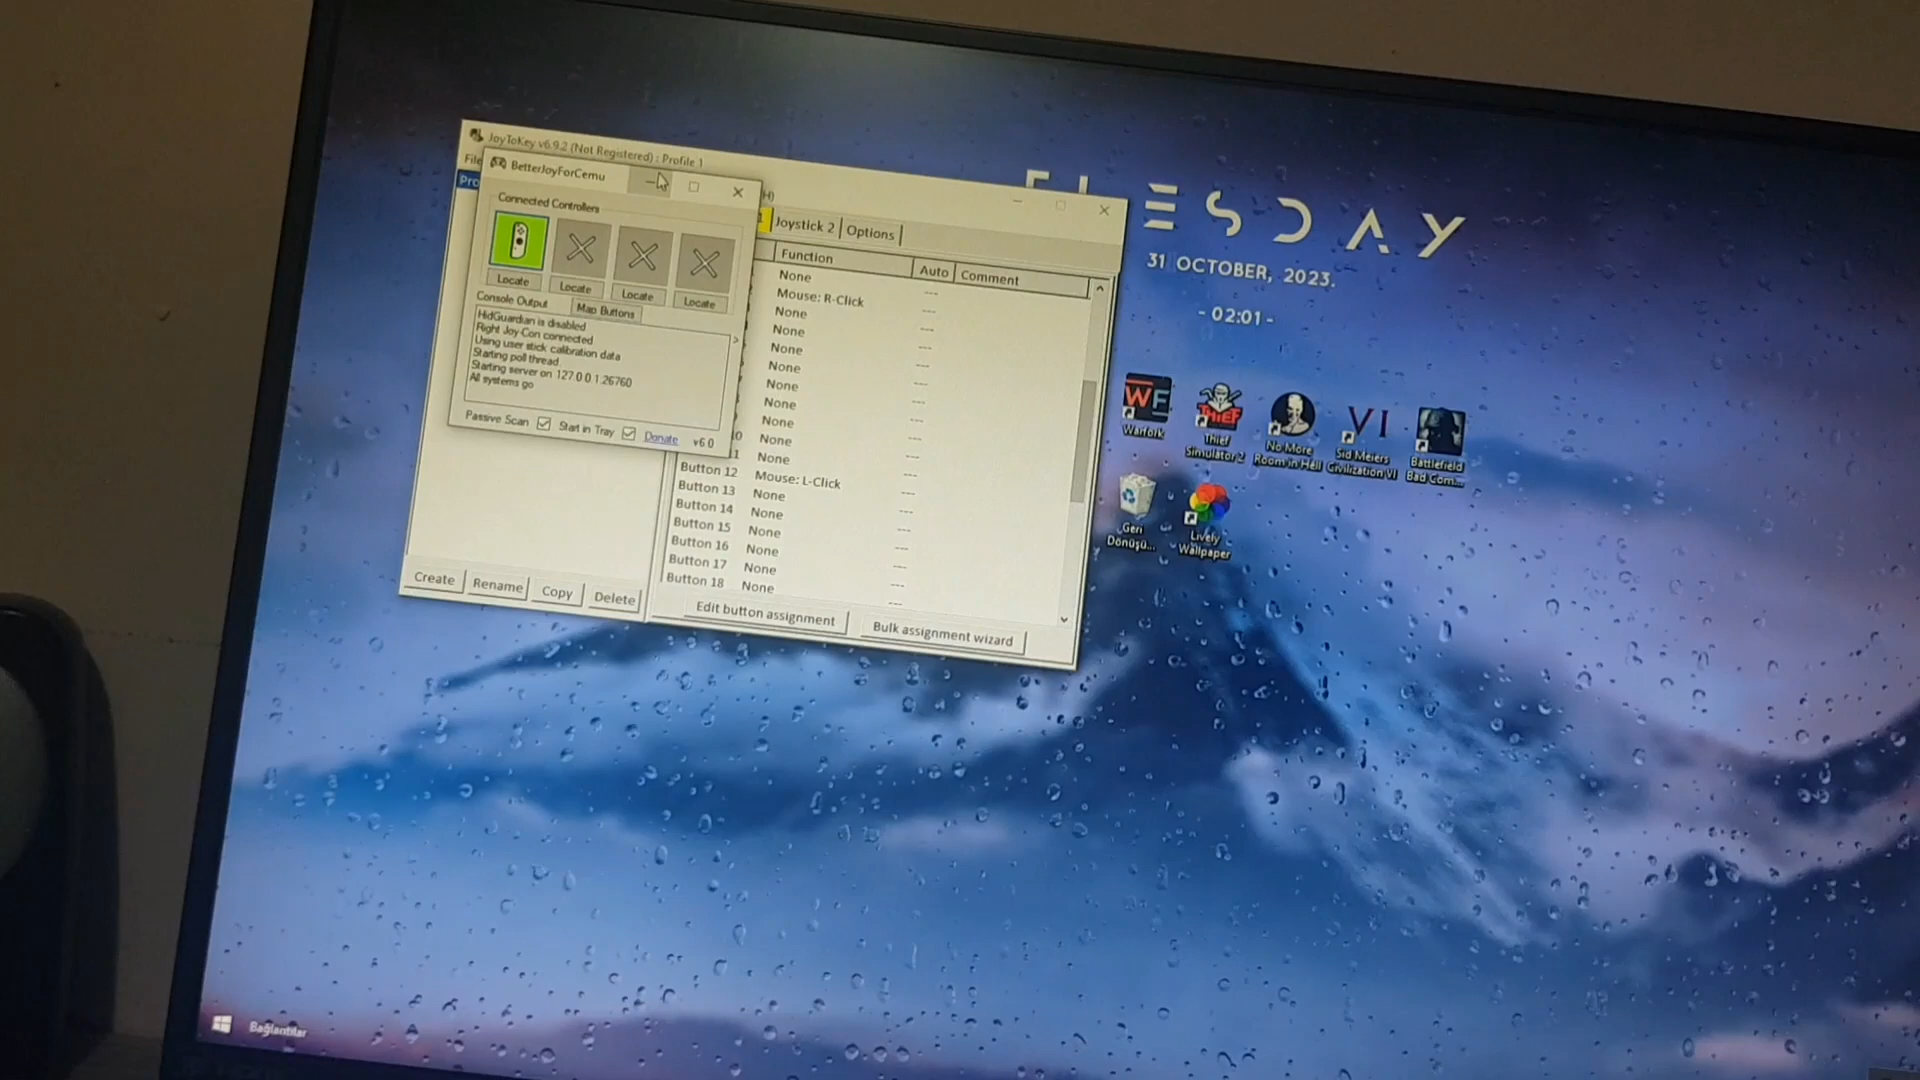 JoyToKey v6.9.2 (Not Registered) : Profile 1
File
BetterJoyForCemu
Connected Controllers
Locate
Locate
Locate
Locate
Console Output
Map Buttons
HidGuardian is disabled
Right Joy-Con connected
Using user stick calibration data
Starting poll thread
Starting server on 127.0.0.1:26760
All systems go
Passive Scan
Start in Tray
Donate
v6.0
Joystick 2
Options
Function
Auto
Comment
None ---
Mouse: R-Click ---
None ---
None ---
None ---
None ---
None ---
None ---
None ---
None ---
None ---
Button 12 Mouse: L-Click ---
Button 13 None ---
Button 14 None ---
Button 15 None ---
Button 16 None ---
Button 17 None ---
Button 18 None ---
Create
Rename
Copy
Delete
Edit button assignment
Bulk assignment wizard
ESDAY
31 OCTOBER, 2023.
- 02:01 -
WF
Warfork
THIEF
Thief
Simulator 2
No More
Room in Hell
VI
Sid Meiers
Civilization VI
Battlefield
Bad Com...
Geri
Dönüşü...
Lively
Wallpaper
Bağlantılar